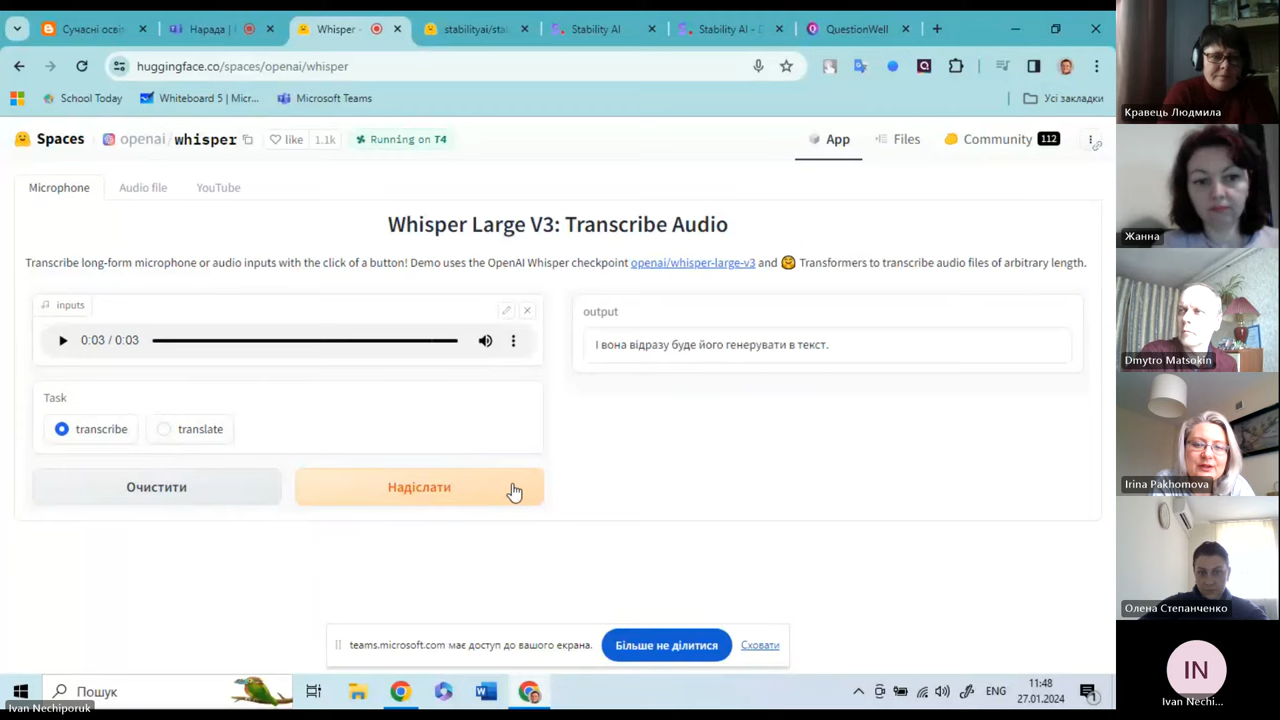 Сучасні освіт
Нарада |
Whisper -
stabilityai/stal
Stability AI
Stability AI - D
QuestionWell
huggingface.co/spaces/openai/whisper
School Today
Whiteboard 5 | Micr...
Microsoft Teams
Усі закладки
Spaces
openai/whisper
like 1.1k
Running on T4
App
Files
Community 112
Microphone
Audio file
YouTube
Whisper Large V3: Transcribe Audio
Transcribe long-form microphone or audio inputs with the click of a button! Demo uses the OpenAI Whisper checkpoint openai/whisper-large-v3 and 🤗 Transformers to transcribe audio files of arbitrary length.
inputs
0:03 / 0:03
Task
transcribe
translate
Очистити
Надіслати
output
І вона відразу буде його генерувати в текст.
teams.microsoft.com має доступ до вашого екрана.
Більше не ділитися
Сховати
Пошук
ENG
11:48
27.01.2024
1
Ivan Nechiporuk
Кравець Людмила
Жанна
Dmytro Matsokin
Irina Pakhomova
Олена Степанченко
IN
Ivan Nechi...